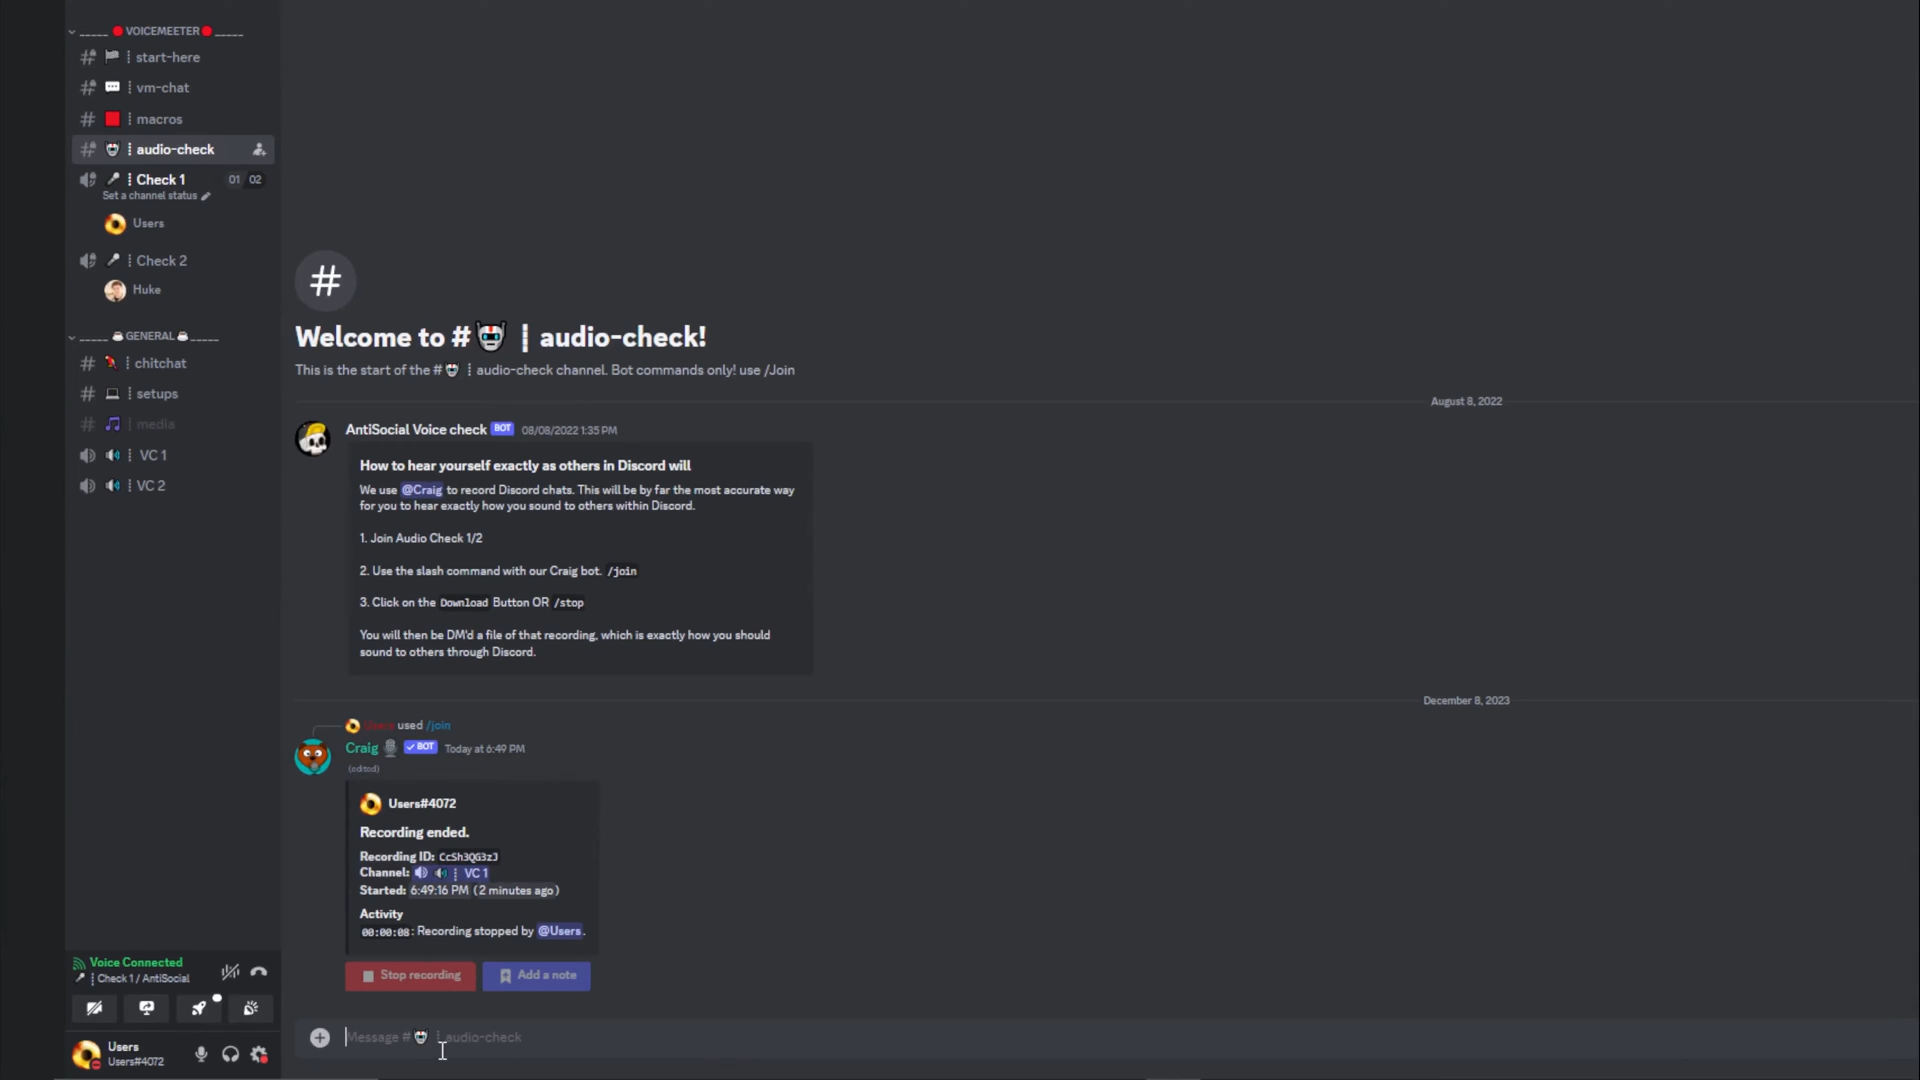 _____ 🔴 VOICEMEETER 🔴 _____
start-here
vm-chat
macros
audio-check
Check 1 01 02
Set a channel status
Users
Check 2
Huke
_____ ☕ GENERAL ☕ _____
chitchat
setups
media
VC 1
VC 2
Voice Connected
Check 1 / AntiSocial
Users
Users#4072
#
Welcome to # 🤖 ┋ audio-check!
This is the start of the # 🤖 ┋ audio-check channel. Bot commands only! use /Join
August 8, 2022
AntiSocial Voice check BOT 08/08/2022 1:35 PM
How to hear yourself exactly as others in Discord will
We use @Craig to record Discord chats. This will be by far the most accurate way
for you to hear exactly how you sound to others within Discord.
1. Join Audio Check 1/2
2. Use the slash command with our Craig bot. /join
3. Click on the Download Button OR /stop
You will then be DM'd a file of that recording, which is exactly how you should
sound to others through Discord.
December 8, 2023
Users used /join
Craig 🎙 ✓ BOT Today at 6:49 PM
(edited)
Users#4072
Recording ended.
Recording ID: CcSh3QG3zJ
Channel: VC 1
Started: 6:49:16 PM (2 minutes ago)
Activity
00:00:08: Recording stopped by @Users.
Stop recording Add a note
Message # 🤖 ┋ audio-check